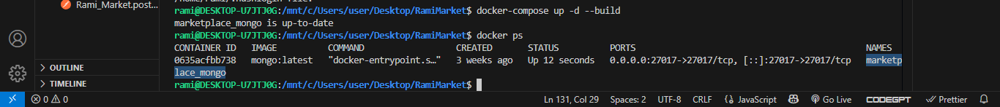 Rami_Market.post...
rami@DESKTOP-U7JTJ0G:/mnt/c/Users/user/Desktop/RamiMarket$ docker-compose up -d --build
marketplace_mongo is up-to-date
rami@DESKTOP-U7JTJ0G:/mnt/c/Users/user/Desktop/RamiMarket$ docker ps
CONTAINER ID   IMAGE          COMMAND                  CREATED       STATUS          PORTS                                             NAMES
0635acfbb738   mongo:latest   "docker-entrypoint.s…"   3 weeks ago   Up 12 seconds   0.0.0.0:27017->27017/tcp, [::]:27017->27017/tcp   marketp
lace_mongo
rami@DESKTOP-U7JTJ0G:/mnt/c/Users/user/Desktop/RamiMarket$
OUTLINE
TIMELINE
0 0 0 Ln 131, Col 29 Spaces: 2 UTF-8 CRLF JavaScript Go Live CODEGPT Prettier